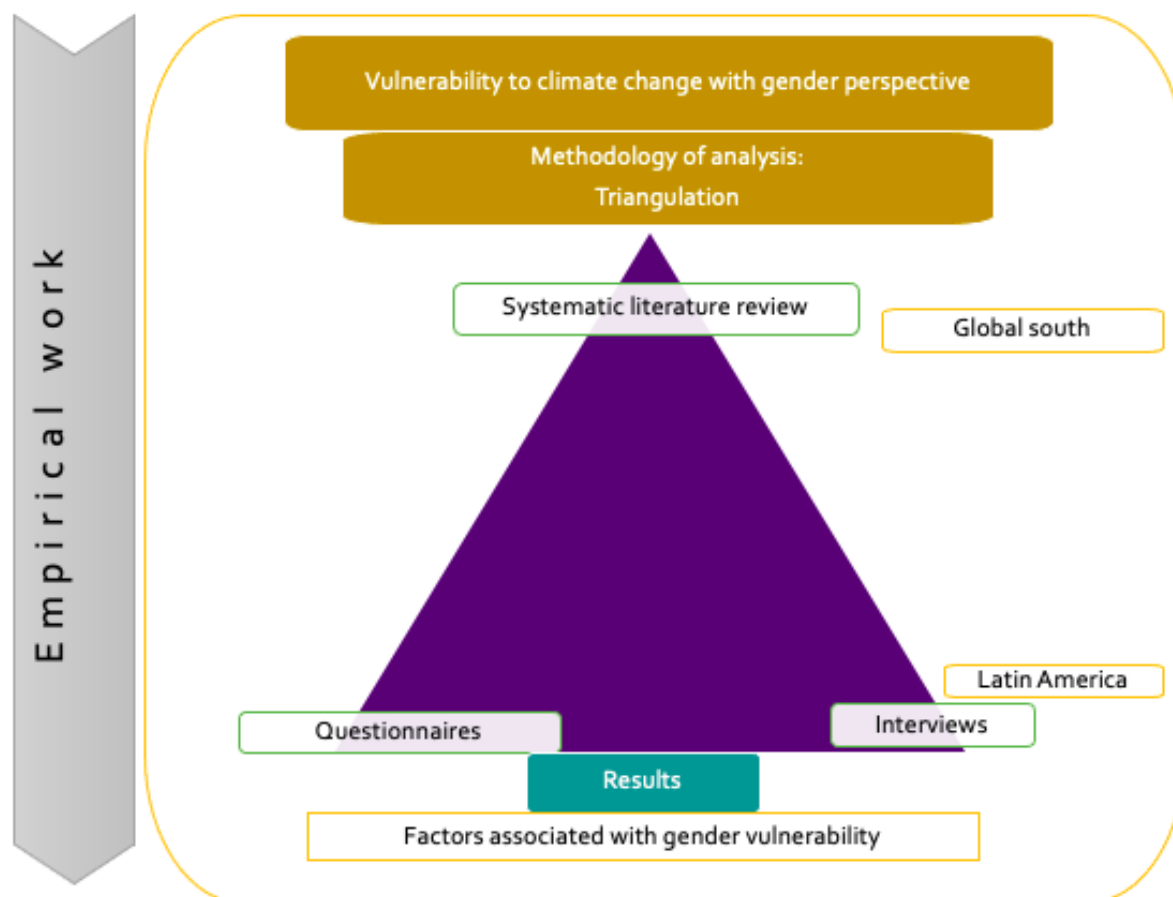 Empirical work
Vulnerability to climate change with gender perspective
Methodology of analysis:
Triangulation
Systematic literature review
Global south
Latin America
Questionnaires
Interviews
Results
Factors associated with gender vulnerability